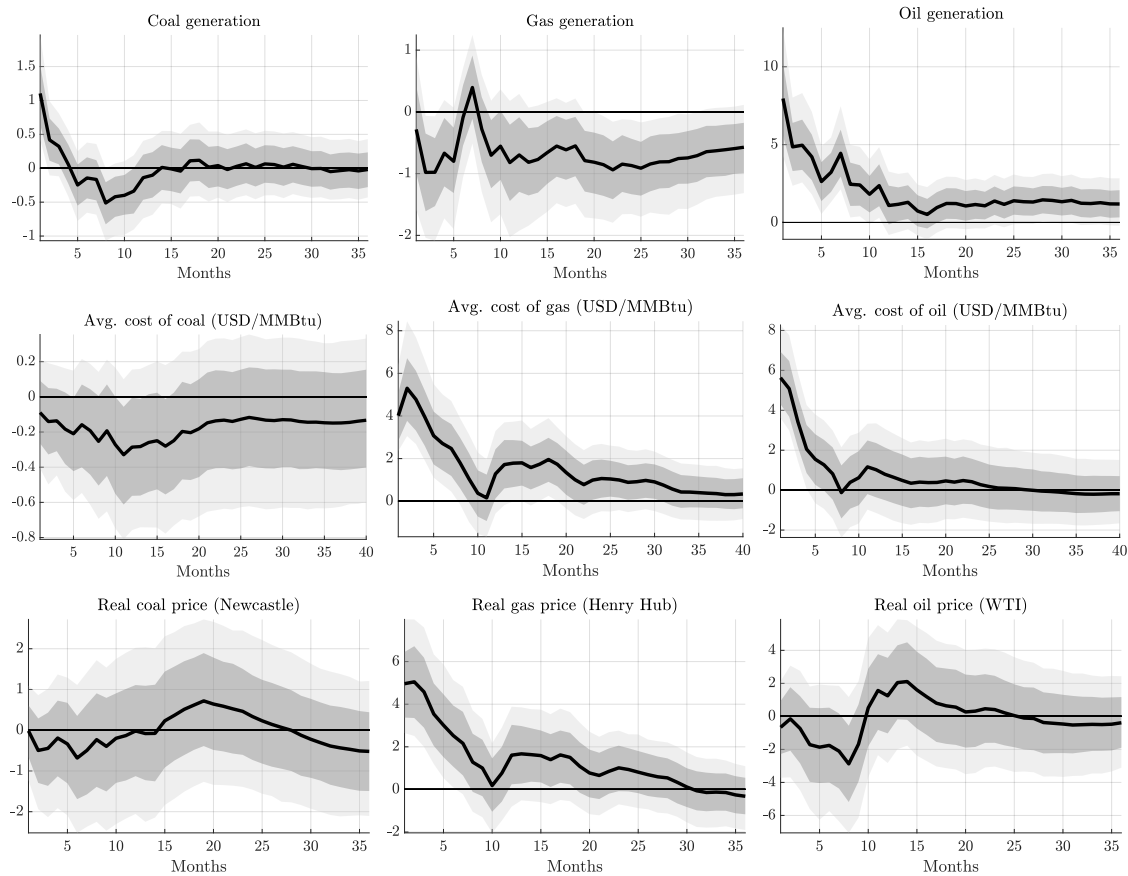 Coal generation
1.5
1
0.5
0
-0.5
-1
5 10 15 20 25 30 35
Months
Gas generation
1
0
-1
-2
5 10 15 20 25 30 35
Months
Oil generation
10
5
0
5 10 15 20 25 30 35
Months
Avg. cost of coal (USD/MMBtu)
0.2
0
-0.2
-0.4
-0.6
-0.8
5 10 15 20 25 30 35 40
Months
Avg. cost of gas (USD/MMBtu)
8
6
4
2
0
5 10 15 20 25 30 35 40
Months
Avg. cost of oil (USD/MMBtu)
8
6
4
2
0
-2
5 10 15 20 25 30 35 40
Months
Real coal price (Newcastle)
2
1
0
-1
-2
5 10 15 20 25 30 35
Months
Real gas price (Henry Hub)
6
4
2
0
-2
5 10 15 20 25 30 35
Months
Real oil price (WTI)
4
2
0
-2
-4
-6
5 10 15 20 25 30 35
Months